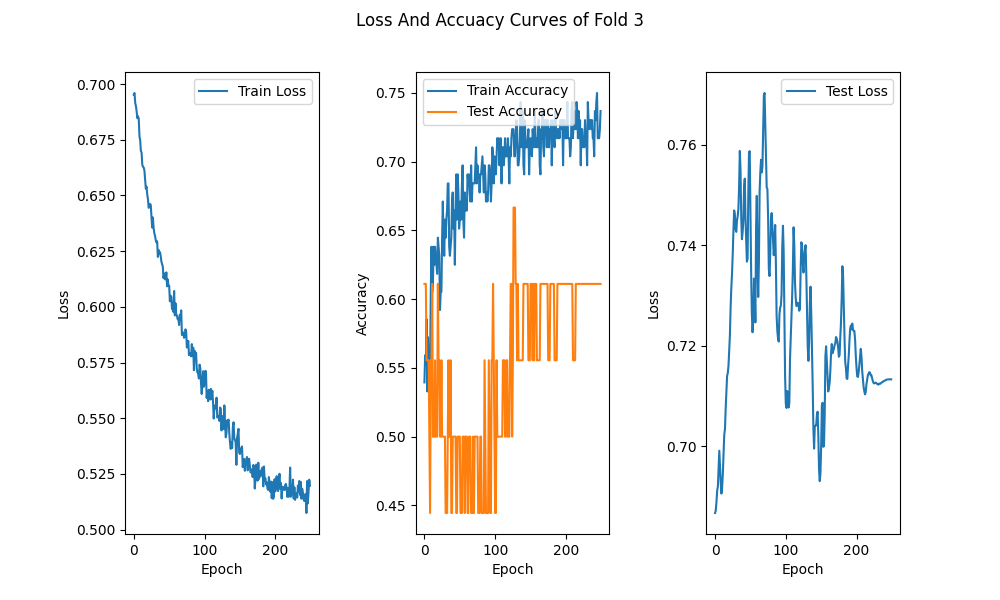 Loss And Accuacy Curves of Fold 3
Train Loss
0.700
0.675
0.650
0.625
0.600
0.575
0.550
0.525
0.500
Loss
0
100
200
Epoch
Train Accuracy
Test Accuracy
0.75
0.70
0.65
0.60
0.55
0.50
0.45
Accuracy
0
100
200
Epoch
Test Loss
0.76
0.74
0.72
0.70
Loss
0
100
200
Epoch